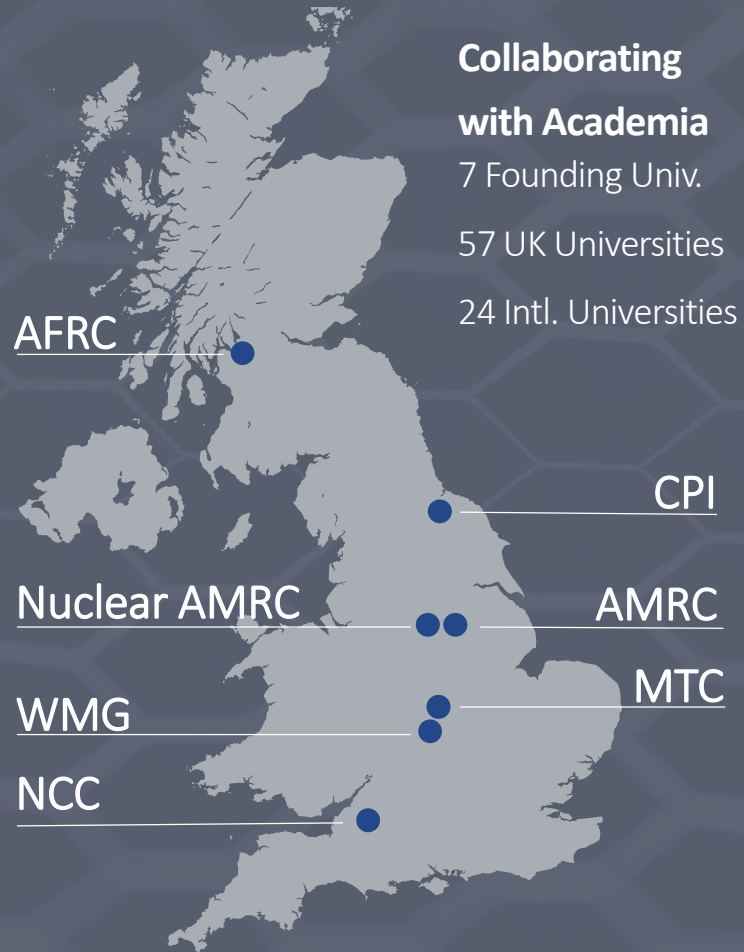 Collaborating
with Academia
7 Founding Univ.
57 UK Universities
24 Intl. Universities
AFRC
CPI
Nuclear AMRC
AMRC
MTC
WMG
NCC